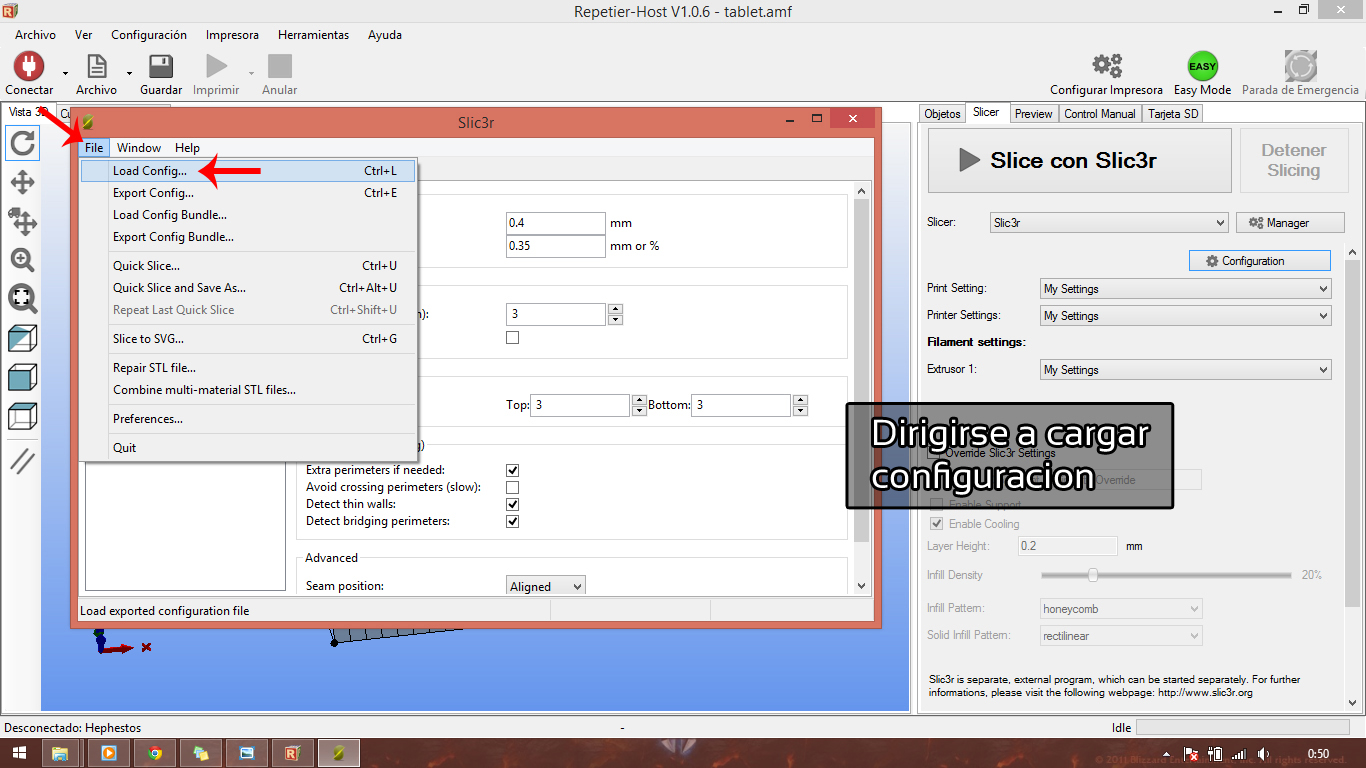 Repetier-Host V1.0.6 - tablet.amf
Archivo Ver Configuración Impresora Herramientas Ayuda
Conectar Archivo Guardar Imprimir Anular
EASY
Configurar Impresora Easy Mode Parada de Emergencia
Vista 3D
Slic3r
File Window Help
Load Config... Ctrl+L
Export Config... Ctrl+E
Load Config Bundle...
Export Config Bundle...
Quick Slice... Ctrl+U
Quick Slice and Save As... Ctrl+Alt+U
Repeat Last Quick Slice Ctrl+Shift+U
Slice to SVG... Ctrl+G
Repair STL file...
Combine multi-material STL files...
Preferences...
Quit
0.4 mm
0.35 mm or %
3
Top: 3 Bottom: 3
Extra perimeters if needed:
Avoid crossing perimeters (slow):
Detect thin walls:
Detect bridging perimeters:
Advanced
Seam position: Aligned
Load exported configuration file
Objetos Slicer Preview Control Manual Tarjeta SD
Slice con Slic3r
Detener
Slicing
Slicer: Slic3r Manager
Configuration
Print Setting: My Settings
Printer Settings: My Settings
Filament settings:
Extrusor 1: My Settings
Dirigirse a cargar
configuracion
Override Slic3r Settings
Override
Enable Support
Enable Cooling
Layer Height: 0.2 mm
Infill Density 20%
Infill Pattern: honeycomb
Solid Infill Pattern: rectilinear
Slic3r is separate, external program, which can be started separately. For further
informations, please visit the following webpage: http://www.slic3r.org
Desconectado: Hephestos - Idle
0:50